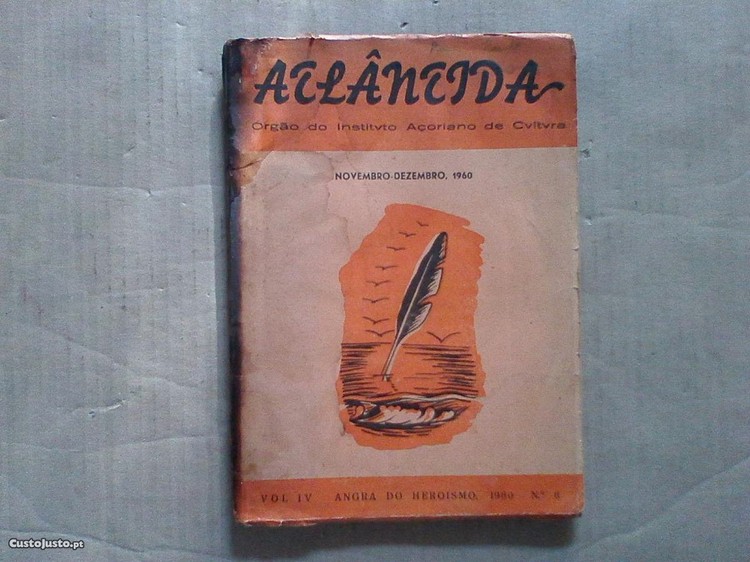 ATLÂNTIDA
Orgão do Institvto Açoriano de Cvltvra
NOVEMBRO-DEZEMBRO, 1960
VOL IV ANGRA DO HEROISMO, 1960 N.º 6
CustoJusto.pt